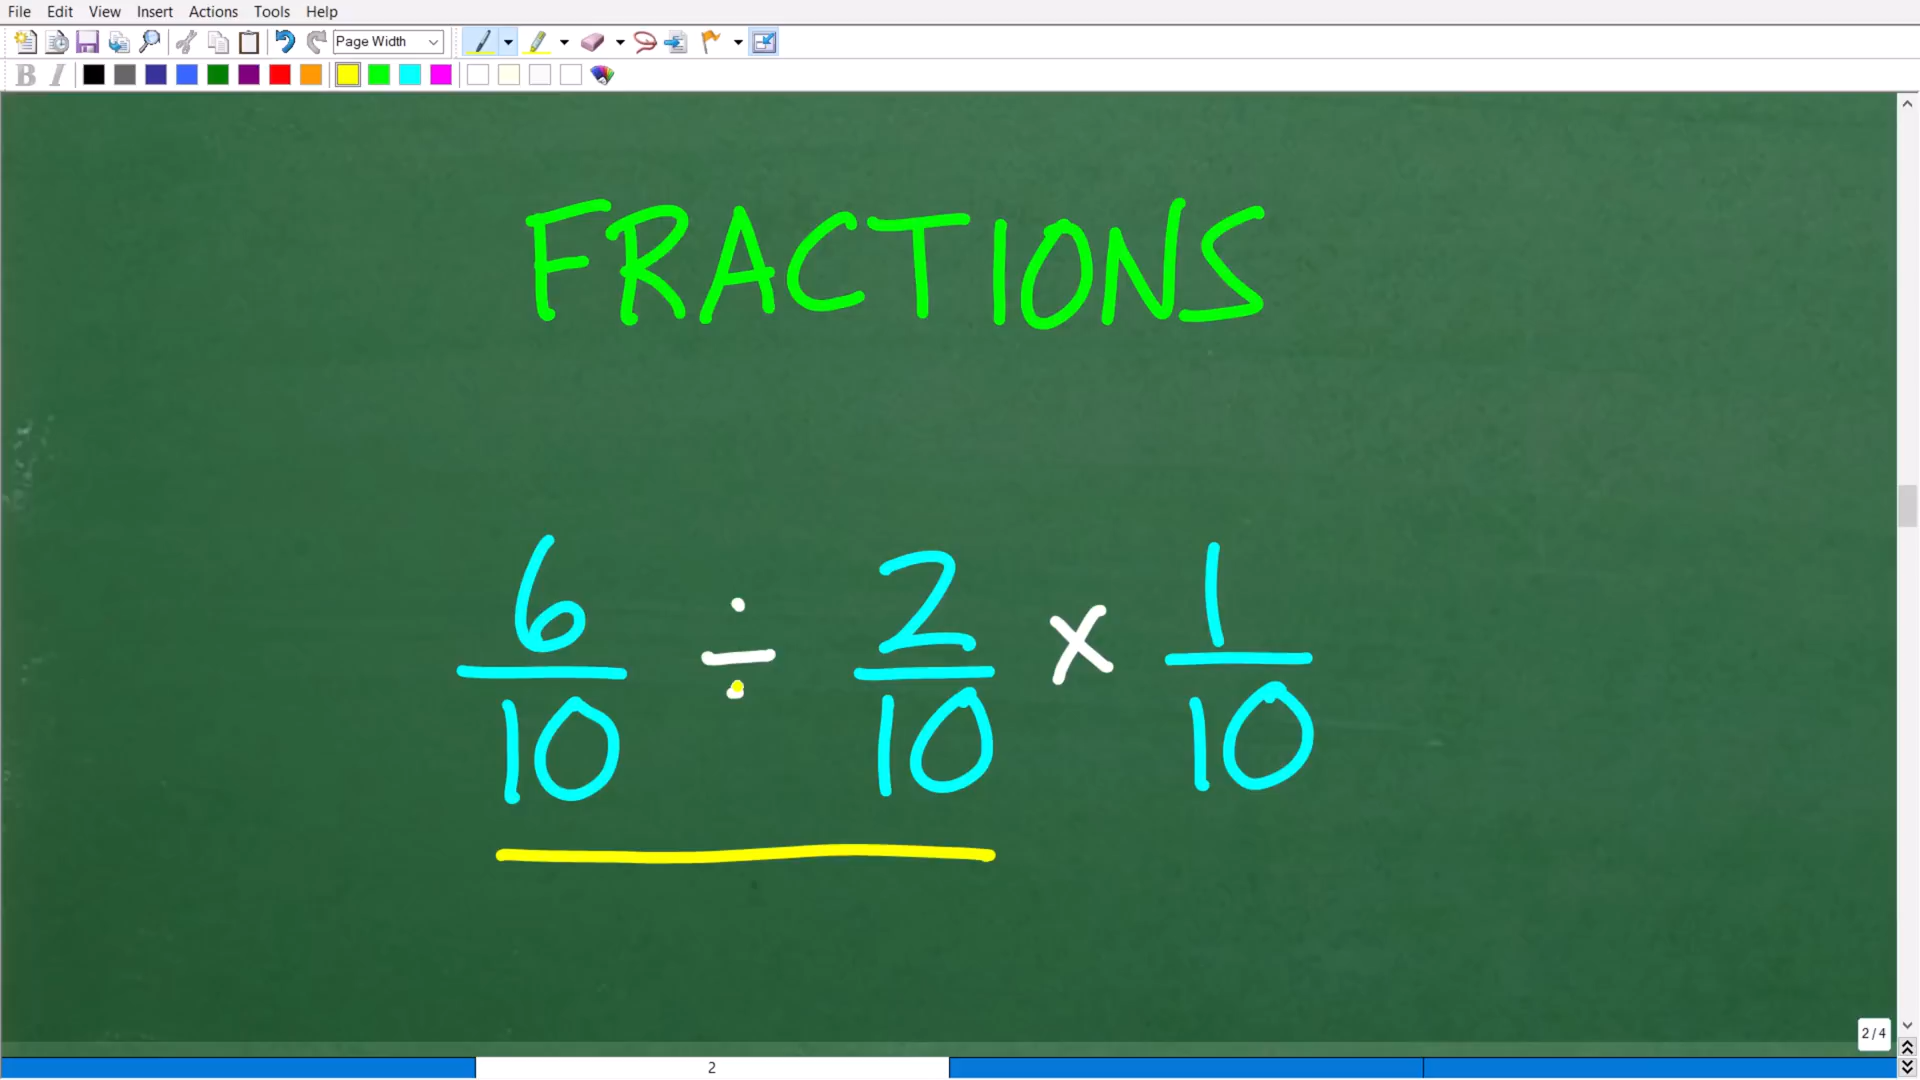 File Edit View Insert Actions Tools Help
Page Width
B I
FRACTIONS
6/10 ÷ 2/10 × 1/10
2 / 4
2